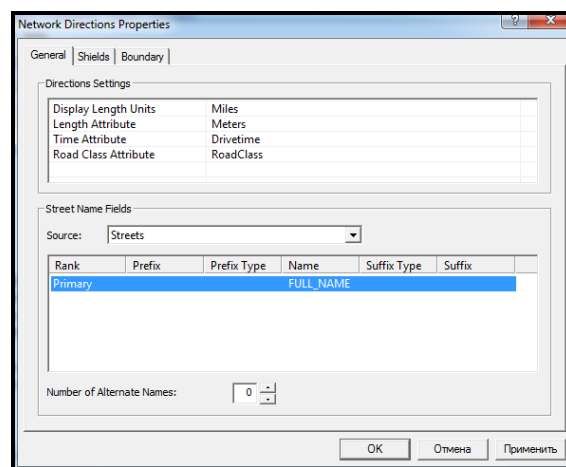 Network Directions Properties
General Shields Boundary
Directions Settings
Display Length Units Miles
Length Attribute Meters
Time Attribute Drivetime
Road Class Attribute RoadClass
Street Name Fields
Source: Streets
Rank Prefix Prefix Type Name Suffix Type Suffix
Primary FULL_NAME
Number of Alternate Names: 0
OK Отмена Применить